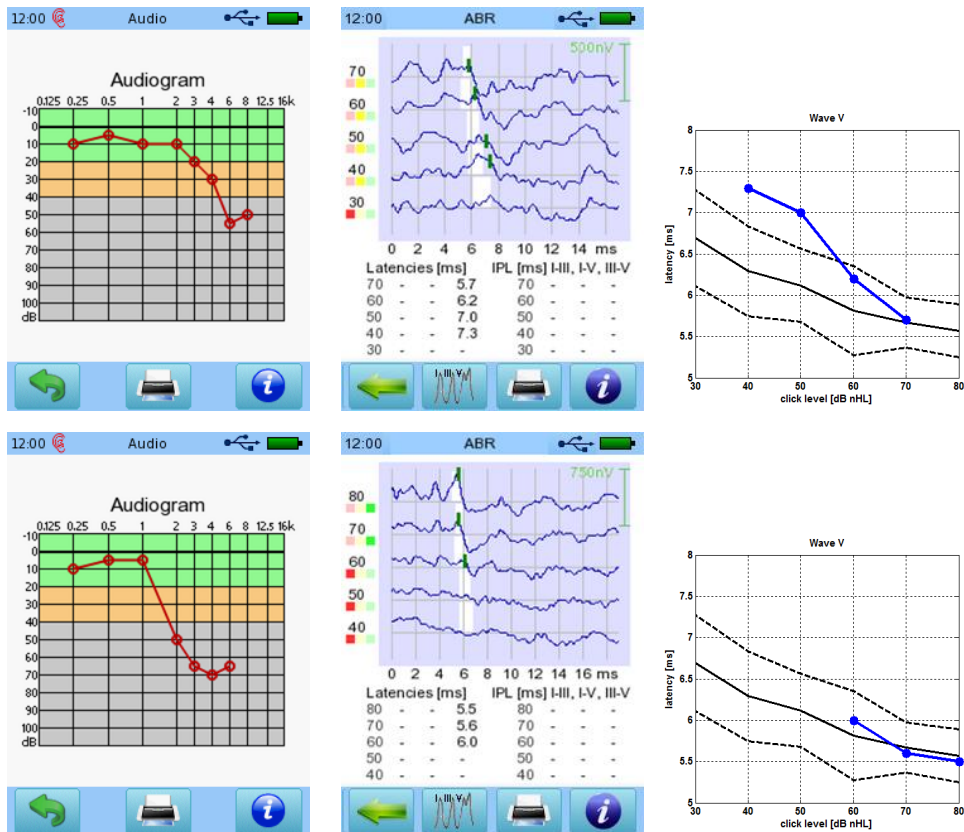 12:00 Audio
Audiogram
0.125 0.25 0.5 1 2 3 4 6 8 12.5 16k
-10
0
10
20
30
40
50
60
70
80
90
100
dB
12:00 ABR
500nV
70
60
50
40
30
0 2 4 6 8 10 12 14 ms
Latencies [ms] IPL [ms] I-III, I-V, III-V
70 - - 5.7 70 - - -
60 - - 6.2 60 - - -
50 - - 7.0 50 - - -
40 - - 7.3 40 - - -
30 - - - 30 - - -
I III V
i
i
Wave V
8
7.5
7
6.5
6
5.5
5
latency [ms]
30 40 50 60 70 80
click level [dB nHL]
12:00 Audio
Audiogram
0.125 0.25 0.5 1 2 3 4 6 8 12.5 16k
-10
0
10
20
30
40
50
60
70
80
90
100
dB
12:00 ABR
750nV
80
70
60
50
40
0 2 4 6 8 10 12 14 16 ms
Latencies [ms] IPL [ms] I-III, I-V, III-V
80 - - 5.5 80 - - -
70 - - 5.6 70 - - -
60 - - 6.0 60 - - -
50 - - - 50 - - -
40 - - - 40 - - -
I III V
i
i
Wave V
8
7.5
7
6.5
6
5.5
5
latency [ms]
30 40 50 60 70 80
click level [dB nHL]